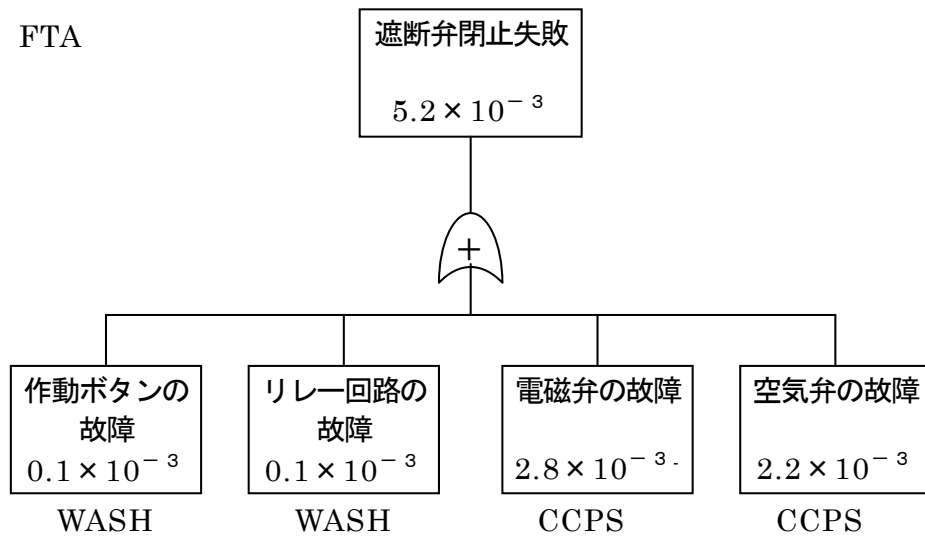 FTA
遮断弁閉止失敗
5.2×10⁻³
+
作動ボタンの
故障
0.1×10⁻³
WASH
リレー回路の
故障
0.1×10⁻³
WASH
電磁弁の故障
2.8×10⁻³.
CCPS
空気弁の故障
2.2×10⁻³
CCPS